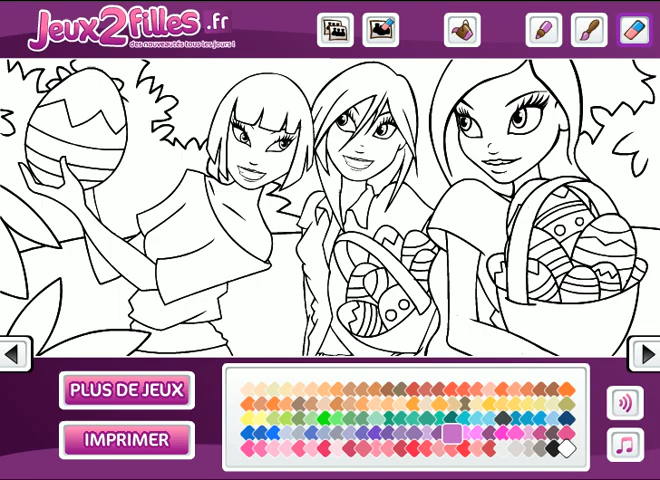 Jeux2filles.fr
des nouveautés tous les jours !
PLUS DE JEUX
IMPRIMER